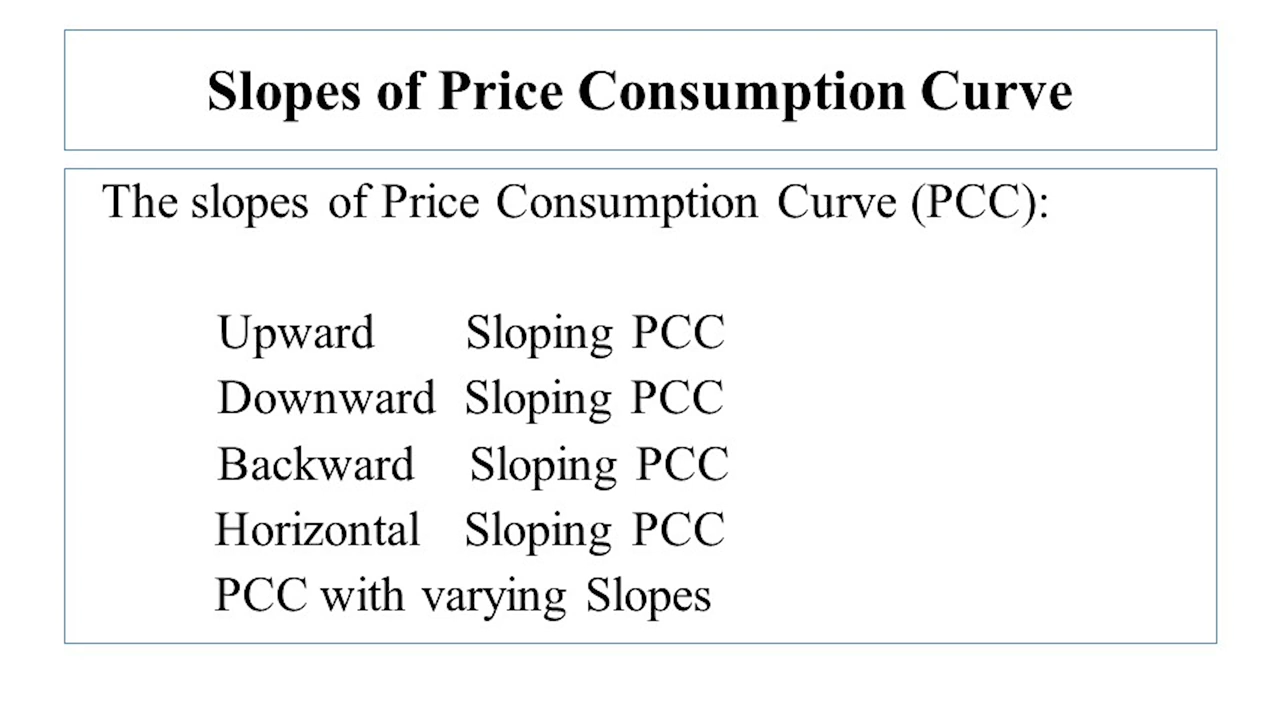 Slopes of Price Consumption Curve
The slopes of Price Consumption Curve (PCC):
Upward Sloping PCC
Downward Sloping PCC
Backward Sloping PCC
Horizontal Sloping PCC
PCC with varying Slopes